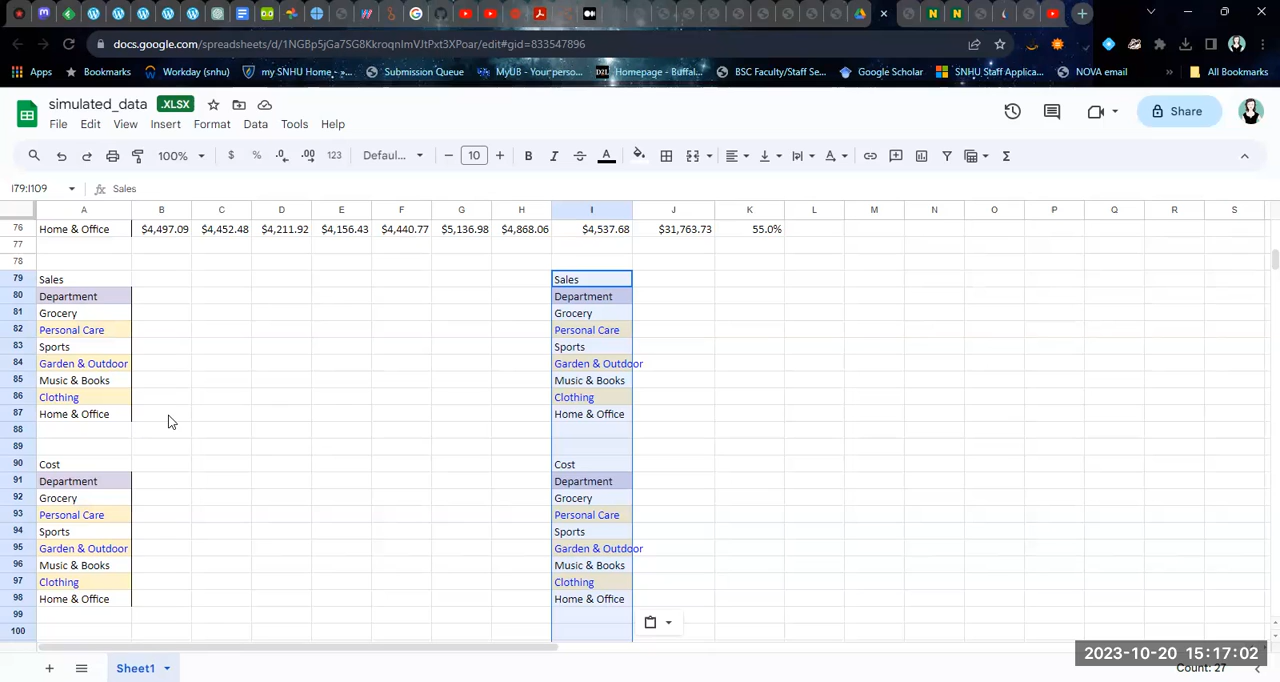 docs.google.com/spreadsheets/d/1NGBp5jGa7SG8KkroqnImVJtPxt3XPoar/edit#gid=833547896
Apps Bookmarks Workday (snhu) my SNHU Home - ... Submission Queue MyUB - Your perso... Homepage - Buffal... BSC Faculty/Staff Se... Google Scholar SNHU Staff Applica... NOVA email » All Bookmarks
simulated_data .XLSX
File Edit View Insert Format Data Tools Help
Share
100% $ % .0 .00 123 Defaul... 10 B I A
I79:I109 fx Sales
A B C D E F G H I J K L M N O P Q R S
76 Home & Office $4,497.09 $4,452.48 $4,211.92 $4,156.43 $4,440.77 $5,136.98 $4,868.06 $4,537.68 $31,763.73 55.0%
77
78
79 Sales Sales
80 Department Department
81 Grocery Grocery
82 Personal Care Personal Care
83 Sports Sports
84 Garden & Outdoor Garden & Outdoor
85 Music & Books Music & Books
86 Clothing Clothing
87 Home & Office Home & Office
88
89
90 Cost Cost
91 Department Department
92 Grocery Grocery
93 Personal Care Personal Care
94 Sports Sports
95 Garden & Outdoor Garden & Outdoor
96 Music & Books Music & Books
97 Clothing Clothing
98 Home & Office Home & Office
99
100
2023-10-20 15:17:02
Sheet1 Count: 27